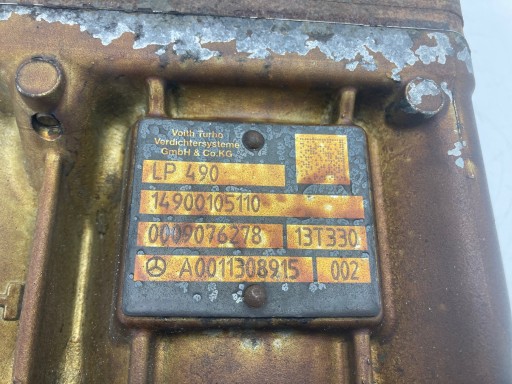 Voith Turbo
Verdichtersysteme
GmbH & Co.KG
LP 490
14900105110
0009076278 13T330
A0011308915 002